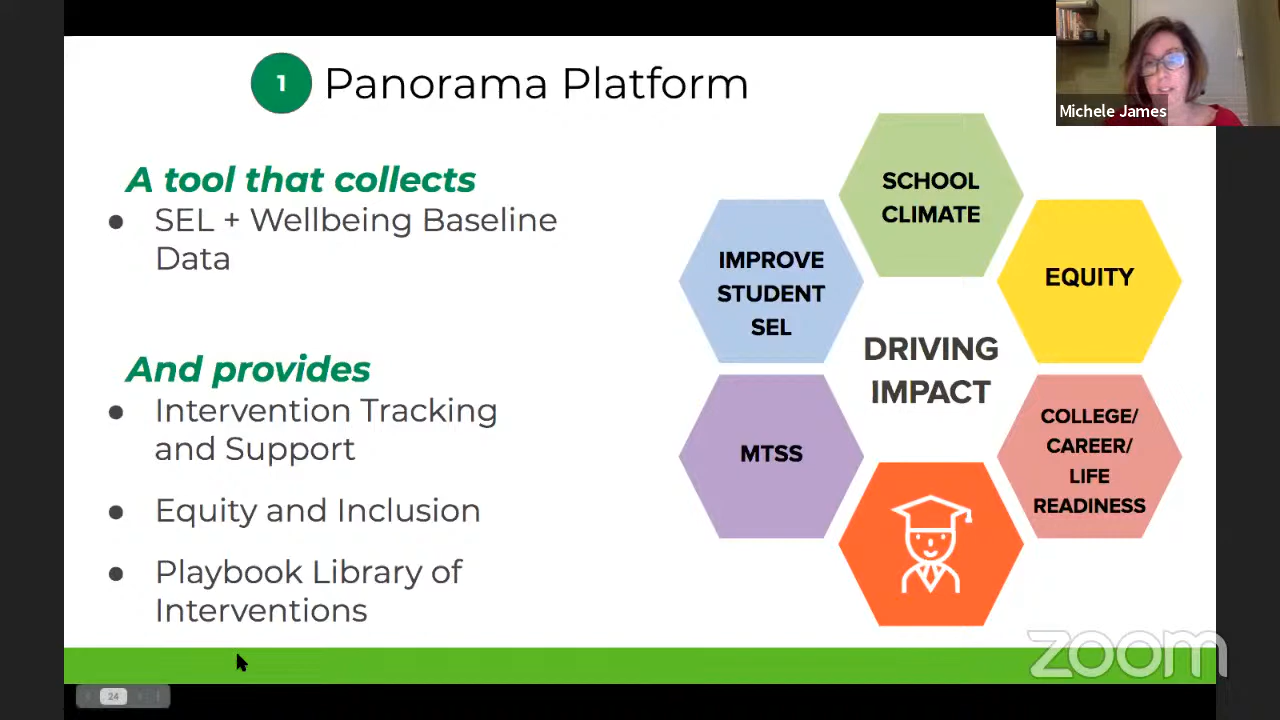 1
Panorama Platform
Michele James
A tool that collects
● SEL + Wellbeing Baseline
Data
And provides
● Intervention Tracking
and Support
● Equity and Inclusion
● Playbook Library of
Interventions
SCHOOL
CLIMATE
IMPROVE
STUDENT
SEL
EQUITY
DRIVING
IMPACT
MTSS
COLLEGE/
CAREER/
LIFE
READINESS
zoom
24